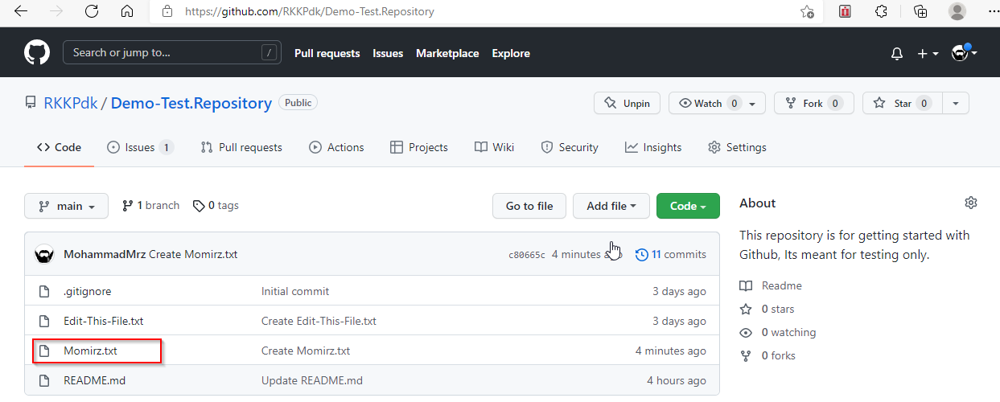 https://github.com/RKKPdk/Demo-Test.Repository
Search or jump to... / Pull requests Issues Marketplace Explore
RKKPdk / Demo-Test.Repository Public Unpin Watch 0 Fork 0 Star 0
Code Issues 1 Pull requests Actions Projects Wiki Security Insights Settings
main 1 branch 0 tags Go to file Add file Code
MohammadMrz Create Momirz.txt c80665c 4 minutes 11 commits
.gitignore Initial commit 3 days ago
Edit-This-File.txt Create Edit-This-File.txt 3 days ago
Momirz.txt Create Momirz.txt 4 minutes ago
README.md Update README.md 4 hours ago
About
This repository is for getting started with
Github, Its meant for testing only.
Readme
0 stars
0 watching
0 forks